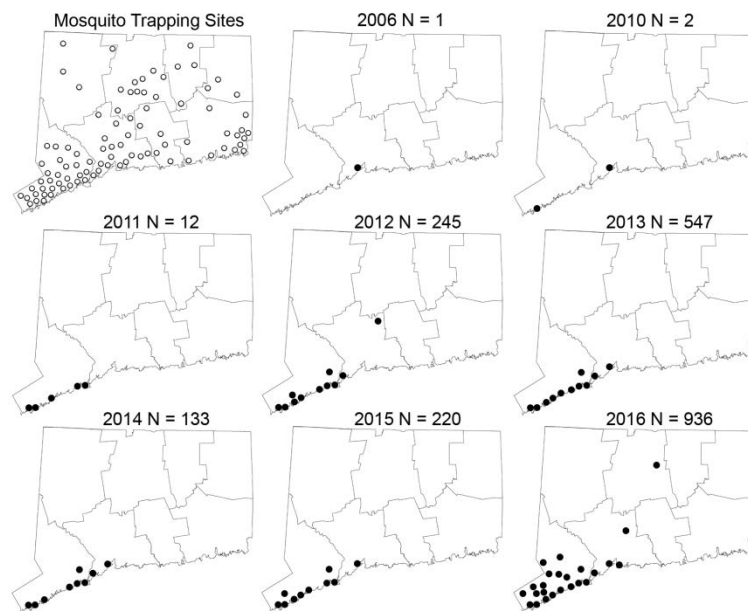 Mosquito Trapping Sites
2006 N = 1
2010 N = 2
2011 N = 12
2012 N = 245
2013 N = 547
2014 N = 133
2015 N = 220
2016 N = 936